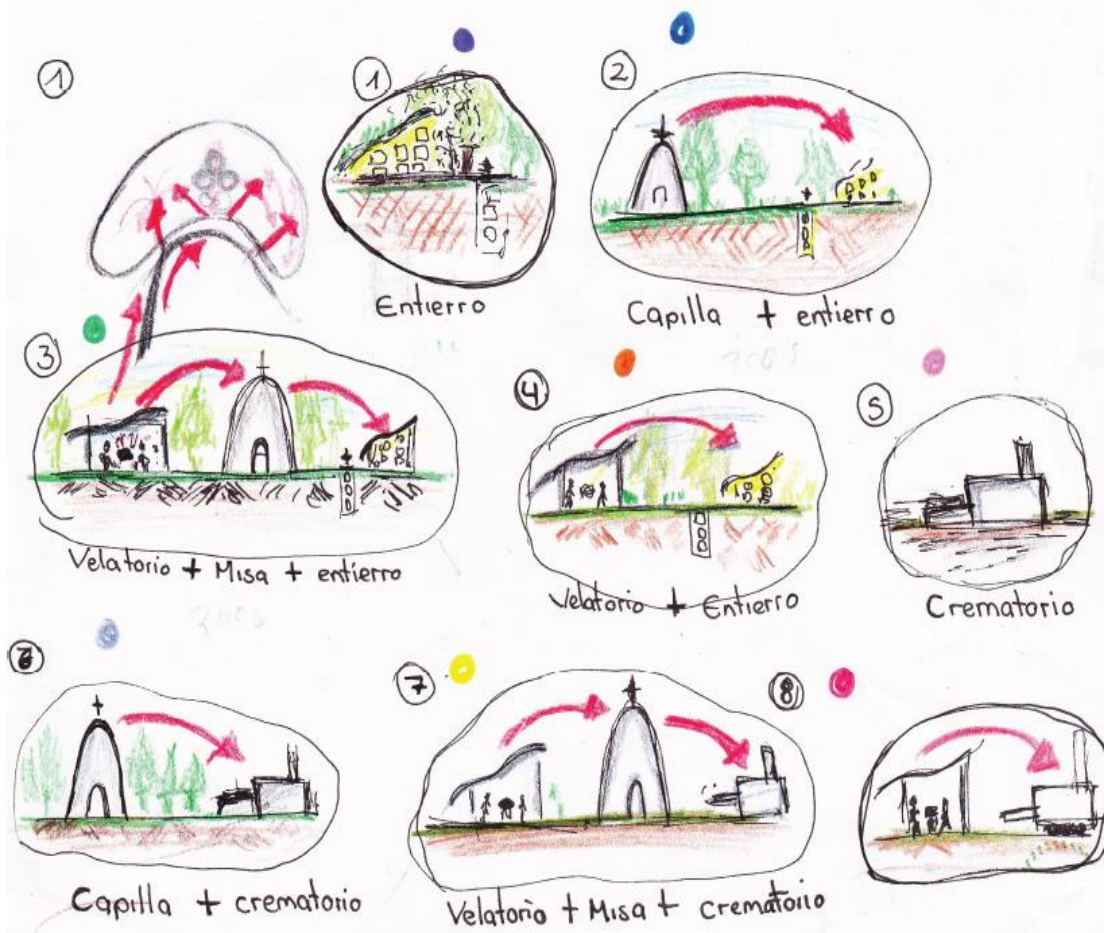 1
1
Entierro
2
Capilla + entierro
3
Velatorio + Misa + entierro
4
Velatorio + Entierro
5
Crematorio
6
Capilla + crematorio
7
Velatorio + Misa + crematorio
8